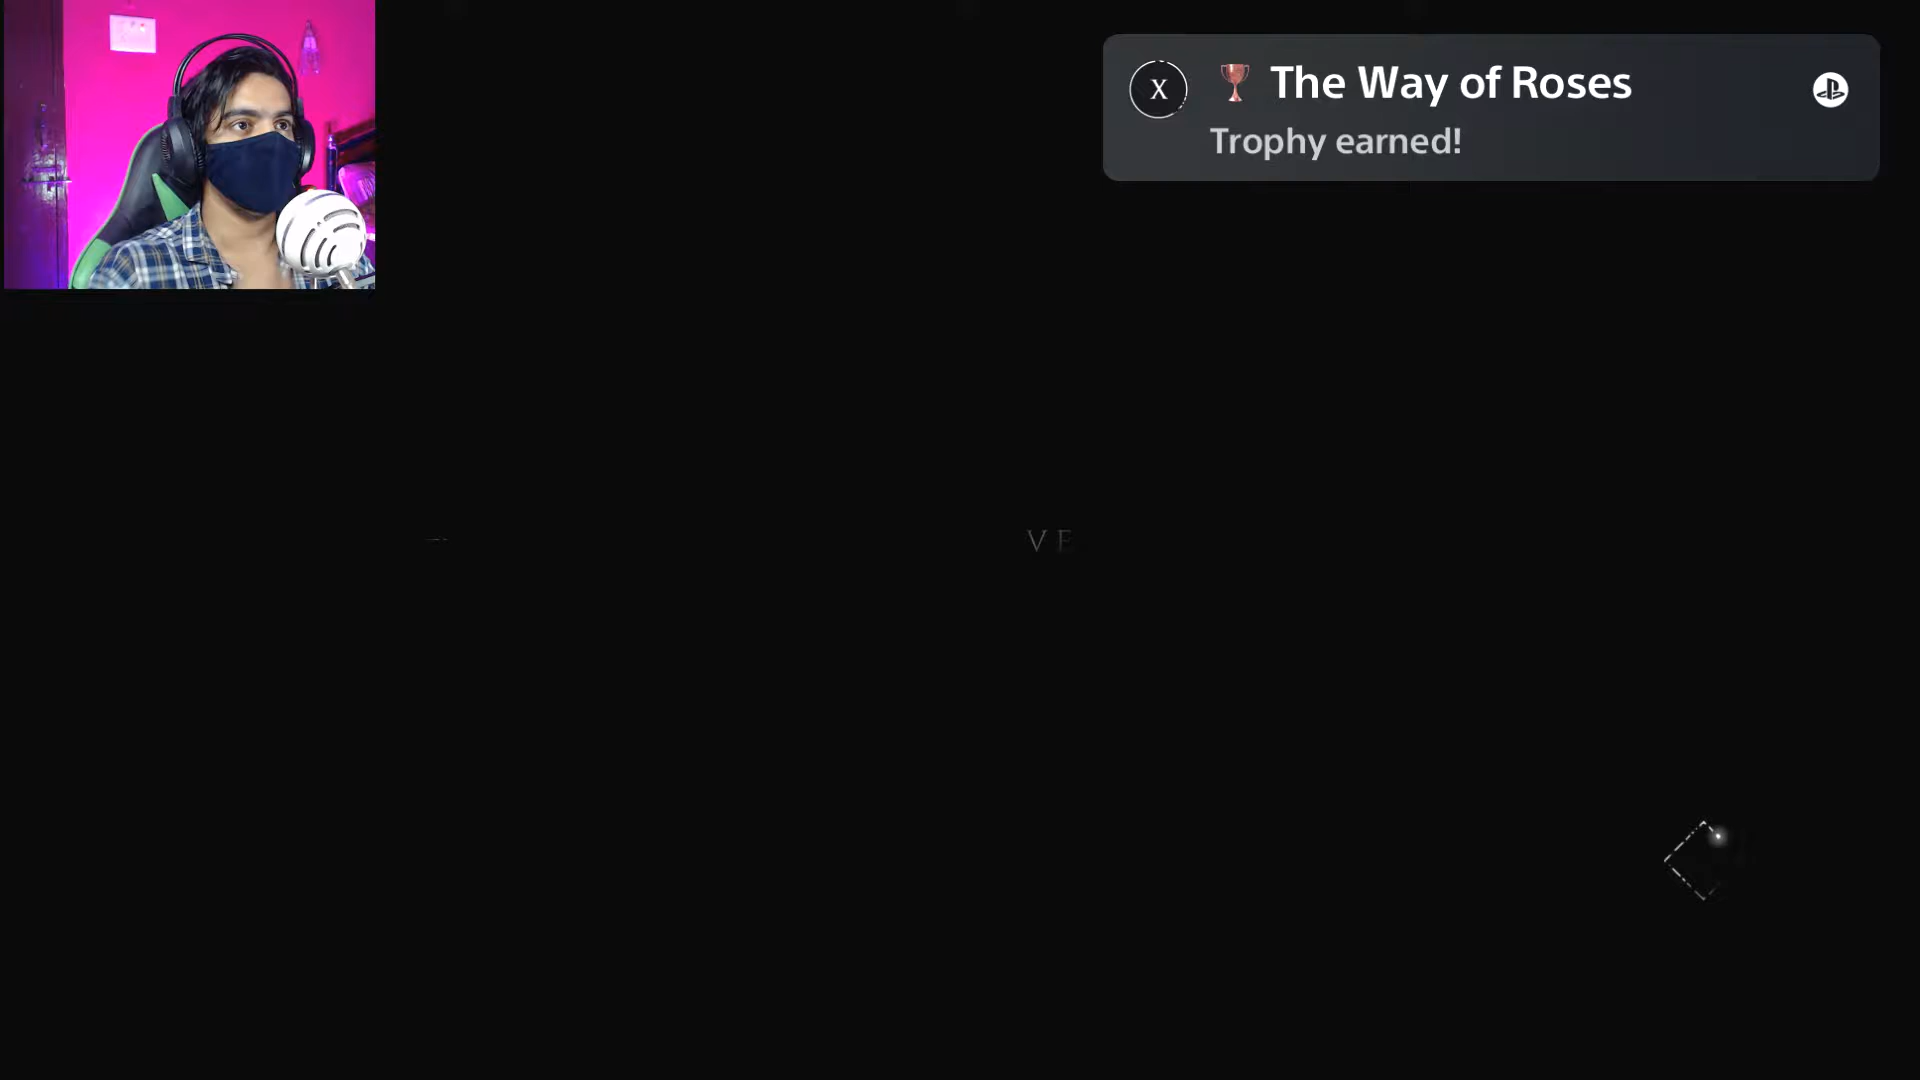 X
The Way of Roses
Trophy earned!
V E